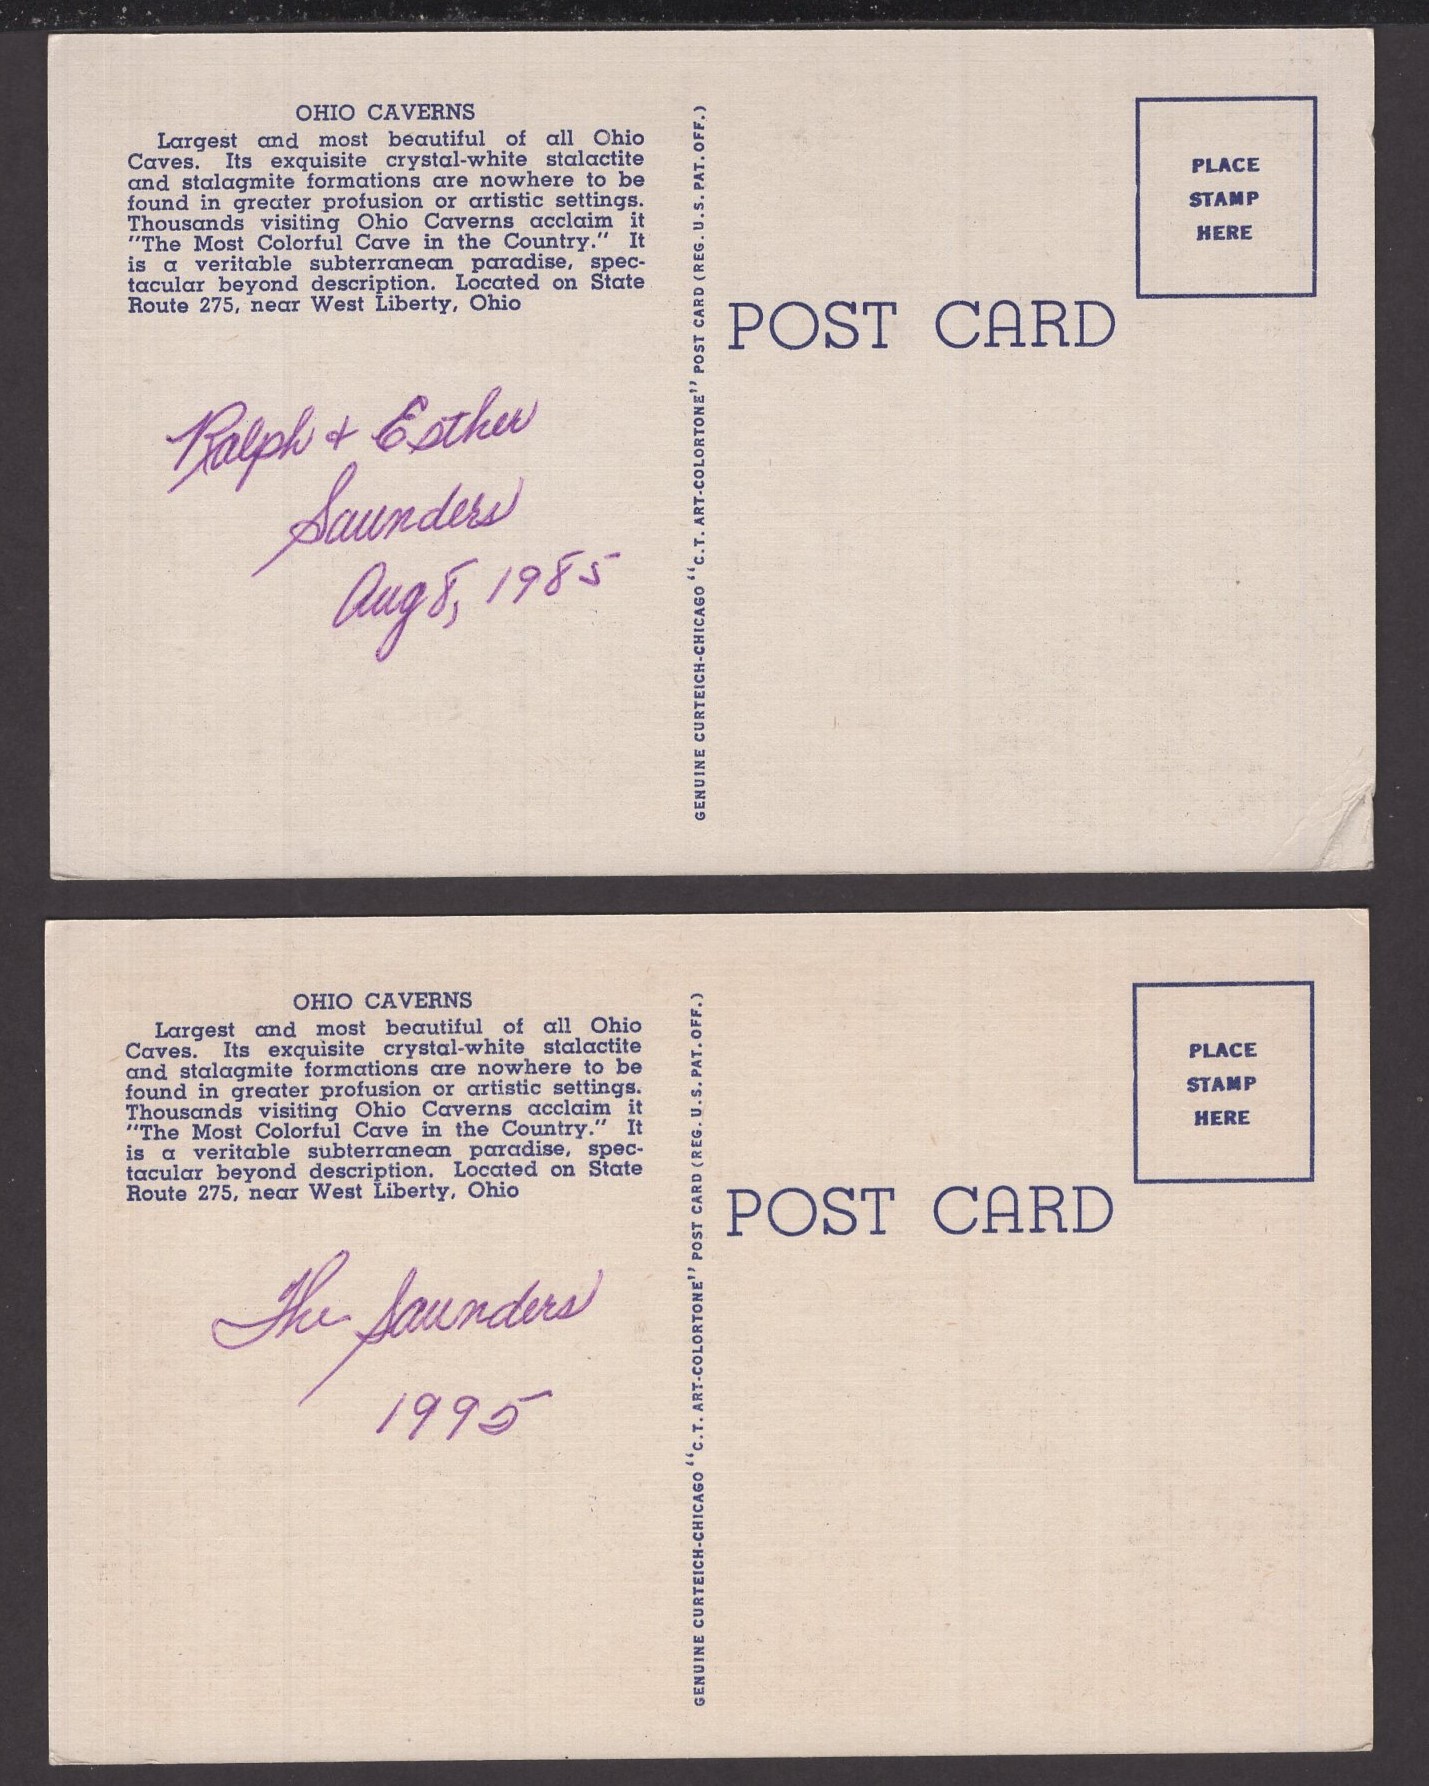 OHIO CAVERNS
Largest and most beautiful of all Ohio
Caves. Its exquisite crystal-white stalactite
and stalagmite formations are nowhere to be
found in greater profusion or artistic settings.
Thousands visiting Ohio Caverns acclaim it
"The Most Colorful Cave in the Country." It
is a veritable subterranean paradise, spec-
tacular beyond description. Located on State
Route 275, near West Liberty, Ohio
Ralph + Esther
Saunders
Aug 8, 1985
GENUINE CURTEICH-CHICAGO "C.T. ART-COLORTONE" POST CARD (REG. U.S. PAT. OFF.)
POST CARD
PLACE
STAMP
HERE
OHIO CAVERNS
Largest and most beautiful of all Ohio
Caves. Its exquisite crystal-white stalactite
and stalagmite formations are nowhere to be
found in greater profusion or artistic settings.
Thousands visiting Ohio Caverns acclaim it
"The Most Colorful Cave in the Country." It
is a veritable subterranean paradise, spec-
tacular beyond description. Located on State
Route 275, near West Liberty, Ohio
The Saunders
1995
GENUINE CURTEICH-CHICAGO "C.T. ART-COLORTONE" POST CARD (REG. U.S. PAT. OFF.)
POST CARD
PLACE
STAMP
HERE